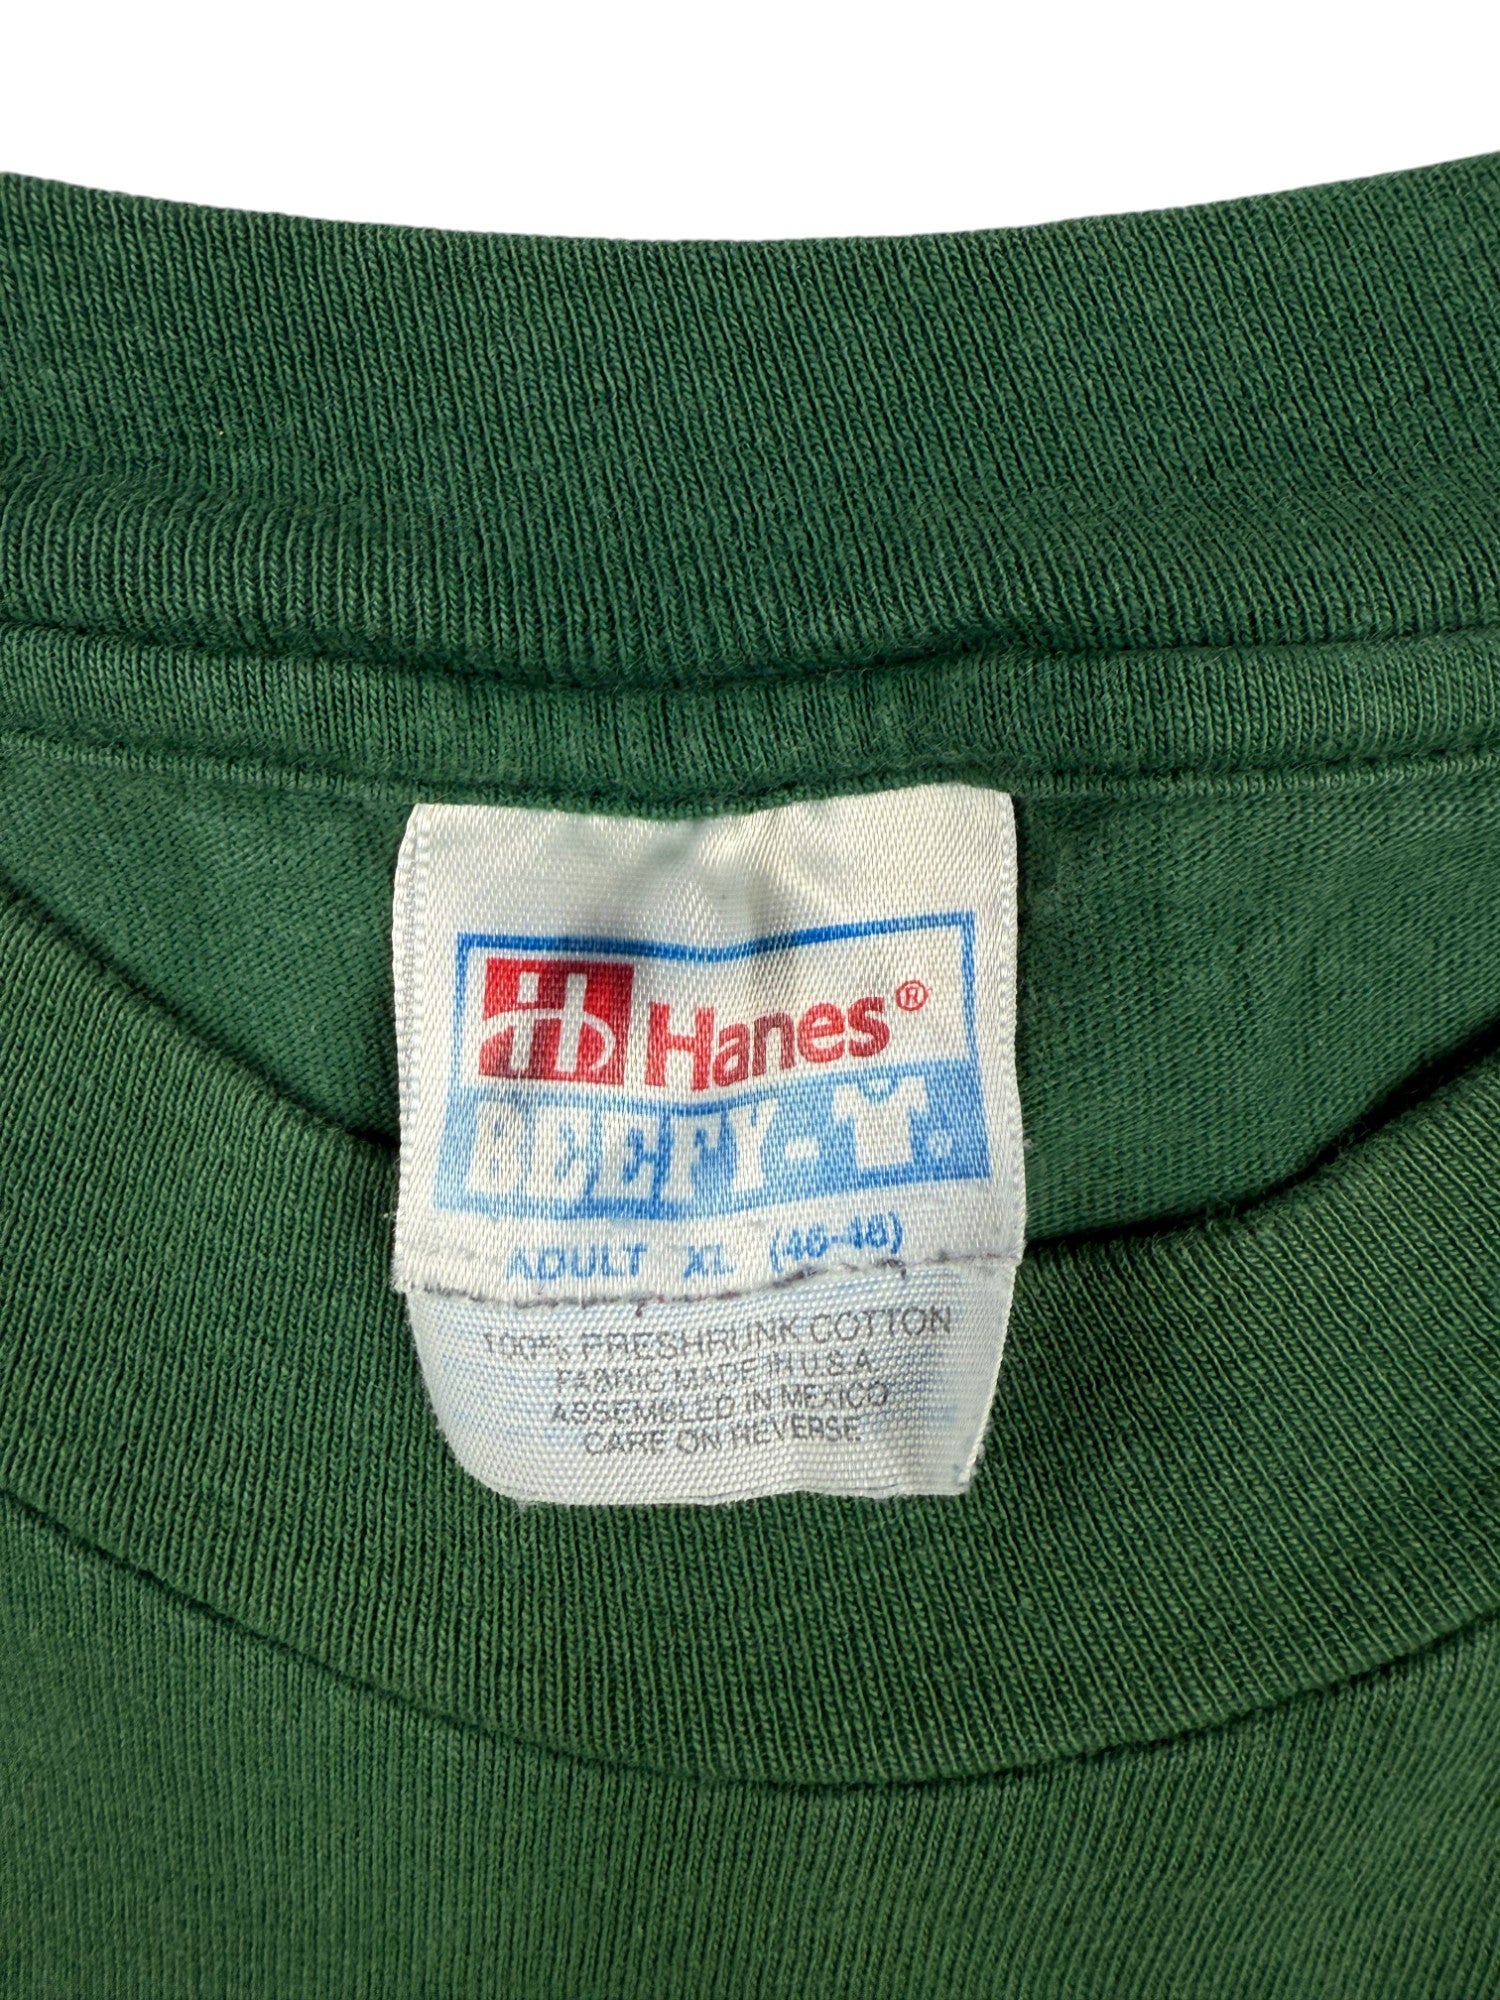 Hanes®
BEEFY-T®
ADULT XL (46-48)
100% PRESHRUNK COTTON
FABRIC MADE IN U.S.A.
ASSEMBLED IN MEXICO
CARE ON REVERSE